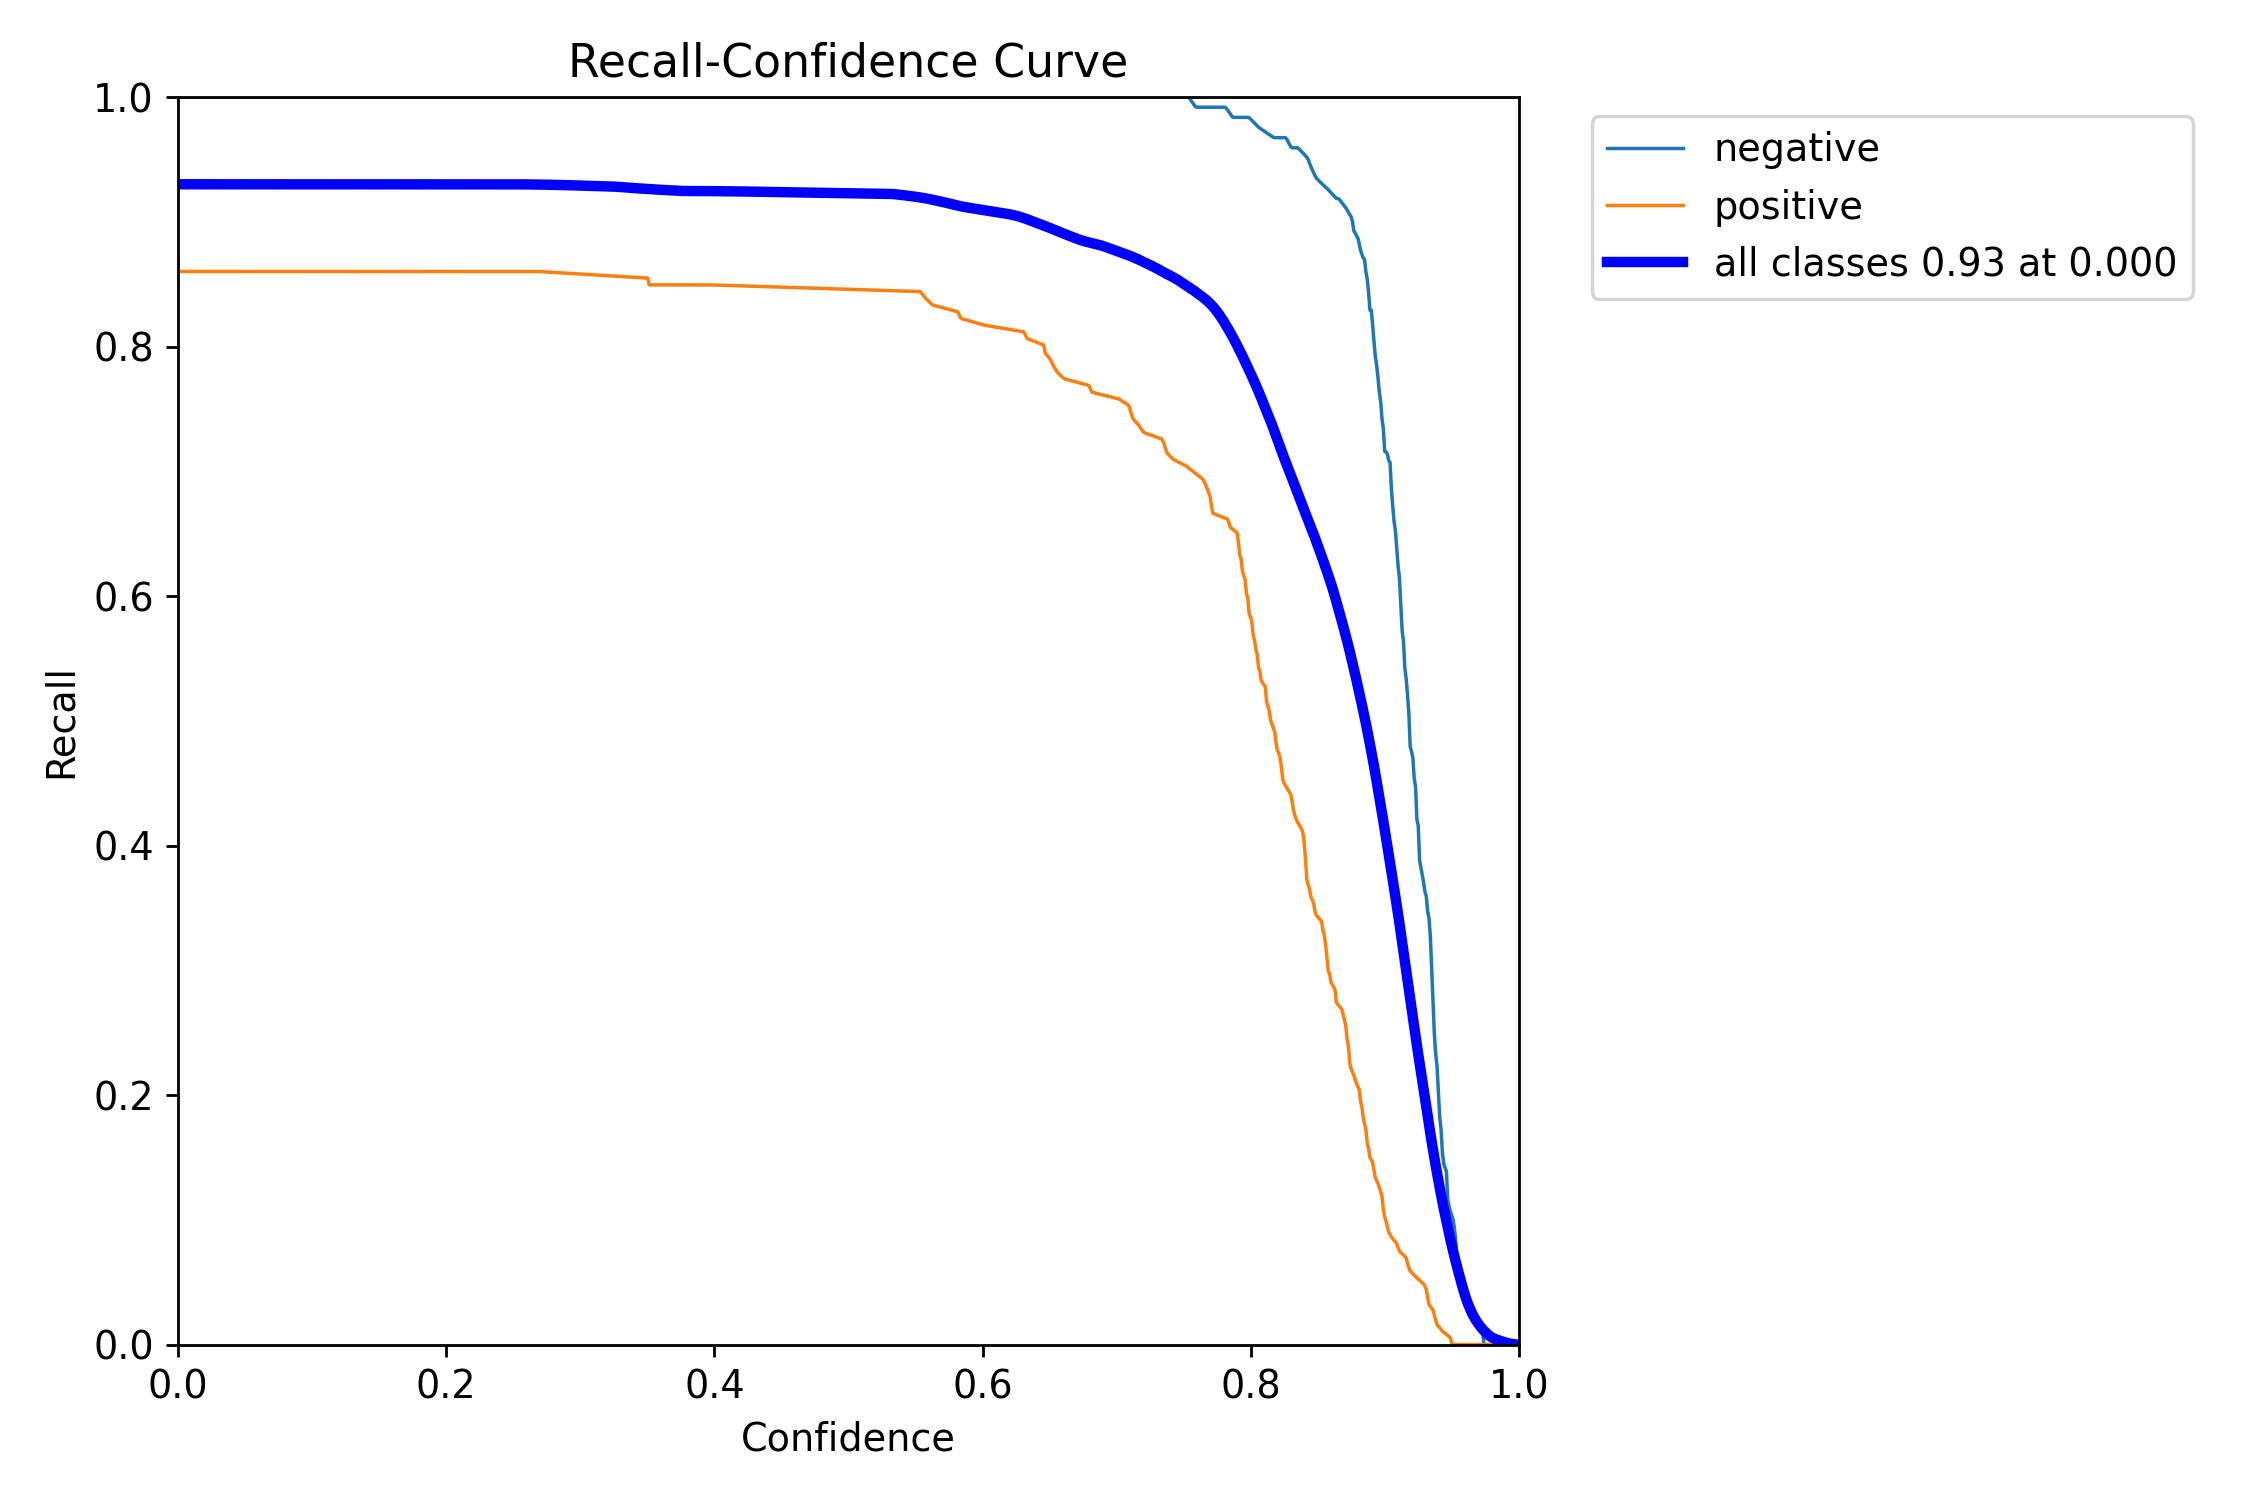 Recall-Confidence Curve
1.0
0.8
0.6
0.4
0.2
0.0
Recall
0.0 0.2 0.4 0.6 0.8 1.0
Confidence
negative
positive
all classes 0.93 at 0.000